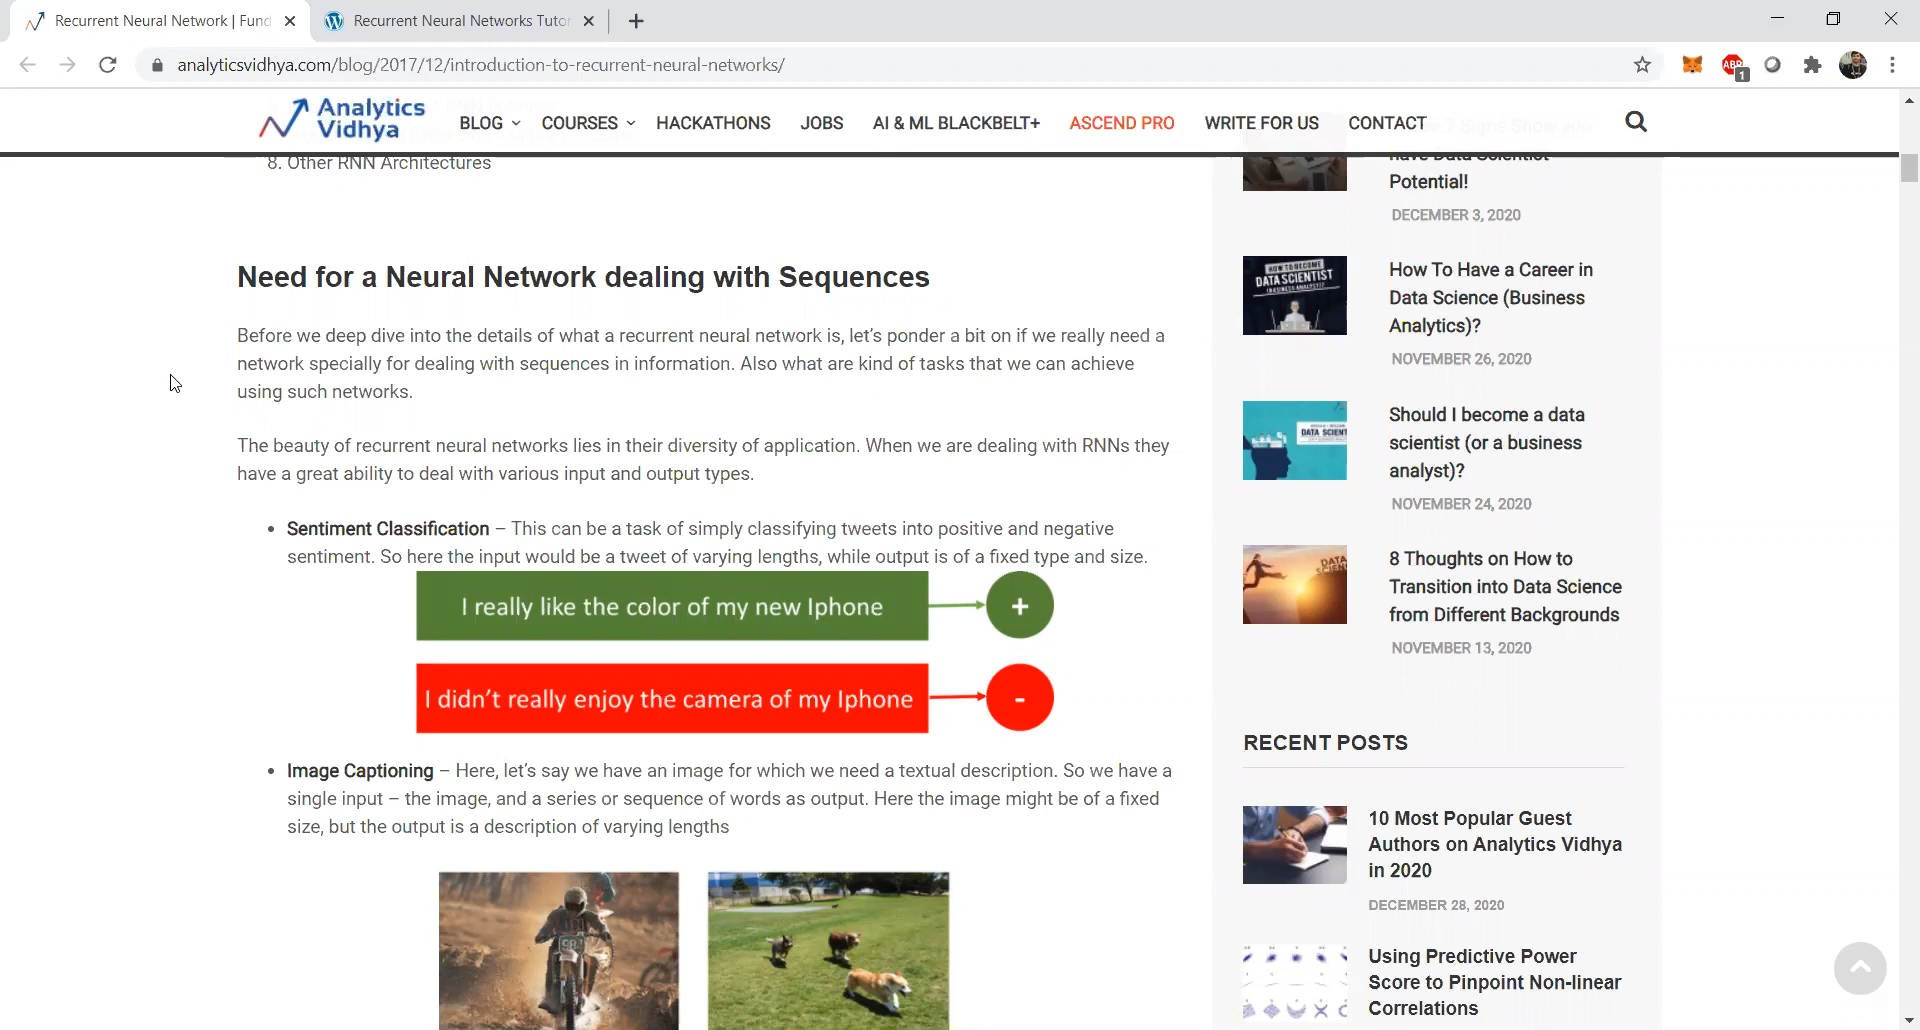 Recurrent Neural Network | Fund
Recurrent Neural Networks Tutor
analyticsvidhya.com/blog/2017/12/introduction-to-recurrent-neural-networks/
ABP
1
Analytics
Vidhya
BLOG
COURSES
HACKATHONS
JOBS
AI & ML BLACKBELT+
ASCEND PRO
WRITE FOR US
CONTACT
8. Other RNN Architectures
Need for a Neural Network dealing with Sequences
Before we deep dive into the details of what a recurrent neural network is, let's ponder a bit on if we really need a
network specially for dealing with sequences in information. Also what are kind of tasks that we can achieve
using such networks.
The beauty of recurrent neural networks lies in their diversity of application. When we are dealing with RNNs they
have a great ability to deal with various input and output types.
• Sentiment Classification – This can be a task of simply classifying tweets into positive and negative
sentiment. So here the input would be a tweet of varying lengths, while output is of a fixed type and size.
I really like the color of my new Iphone
+
I didn't really enjoy the camera of my Iphone
-
• Image Captioning – Here, let's say we have an image for which we need a textual description. So we have a
single input – the image, and a series or sequence of words as output. Here the image might be of a fixed
size, but the output is a description of varying lengths
have Data Scientist
Potential!
DECEMBER 3, 2020
HOW TO BECOME
DATA SCIENTIST
How To Have a Career in
Data Science (Business
Analytics)?
NOVEMBER 26, 2020
DATA SCIENT
Should I become a data
scientist (or a business
analyst)?
NOVEMBER 24, 2020
8 Thoughts on How to
Transition into Data Science
from Different Backgrounds
NOVEMBER 13, 2020
RECENT POSTS
10 Most Popular Guest
Authors on Analytics Vidhya
in 2020
DECEMBER 28, 2020
Using Predictive Power
Score to Pinpoint Non-linear
Correlations